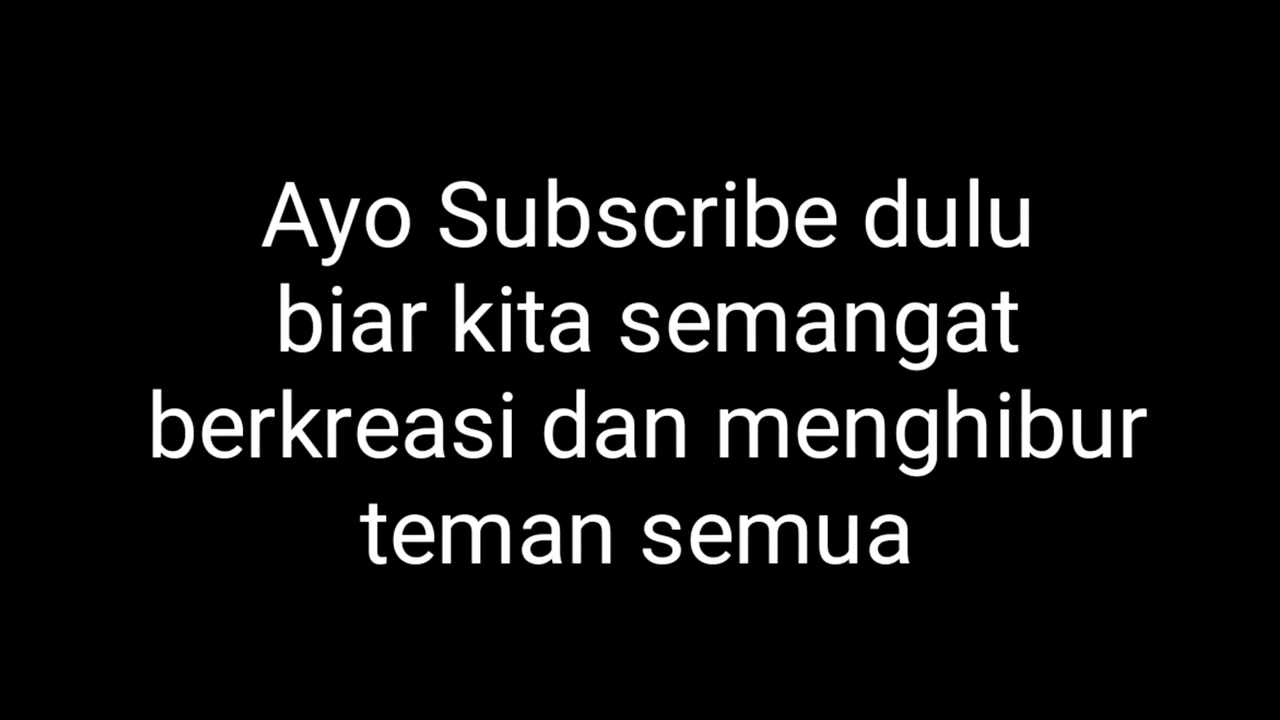 Ayo Subscribe dulu
biar kita semangat
berkreasi dan menghibur
teman semua